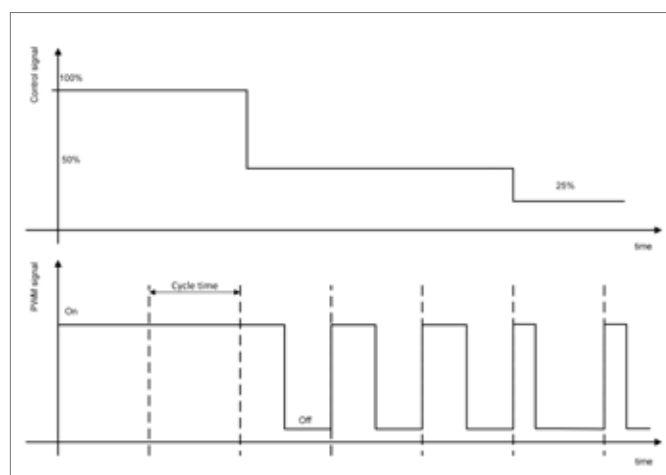 Control signal
100%
50%
25%
time
PWM signal
Cycle time
On
Off
time